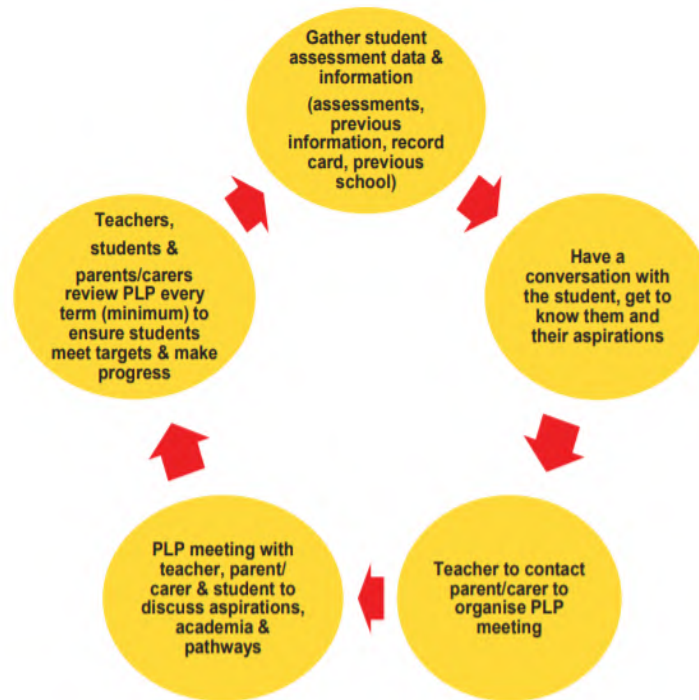 Gather student
assessment data &
information
(assessments,
previous
information, record
card, previous
school)
Have a
conversation with
the student, get to
know them and
their aspirations
Teacher to contact
parent/carer to
organise PLP
meeting
PLP meeting with
teacher, parent/
carer & student to
discuss aspirations,
academia &
pathways
Teachers,
students &
parents/carers
review PLP every
term (minimum) to
ensure students
meet targets & make
progress